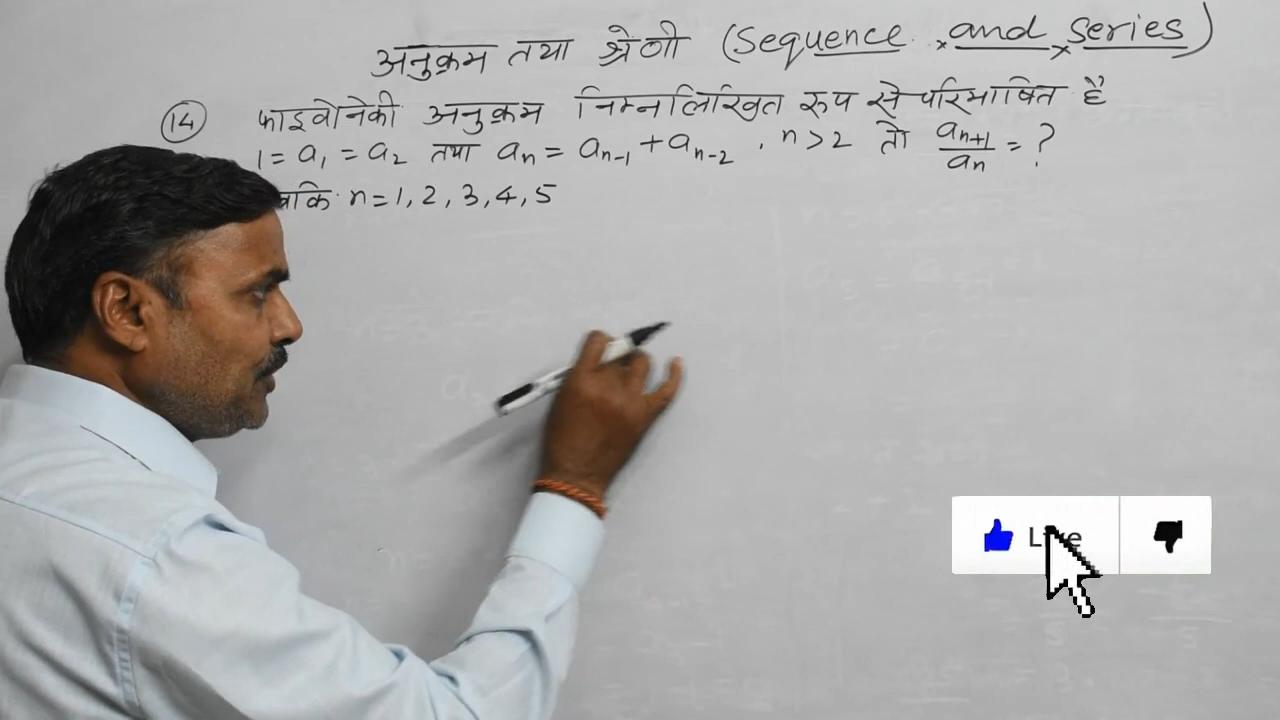 अनुक्रम तथा श्रेणी (Sequence and series)
14 फाइवोनेकी अनुक्रम निम्नलिखित रूप से परिभाषित है
1 = a₁ = a₂ तथा aₙ = aₙ₋₁ + aₙ₋₂ , n > 2 तो aₙ₊₁/aₙ = ?
n = 1, 2, 3, 4, 5
Like